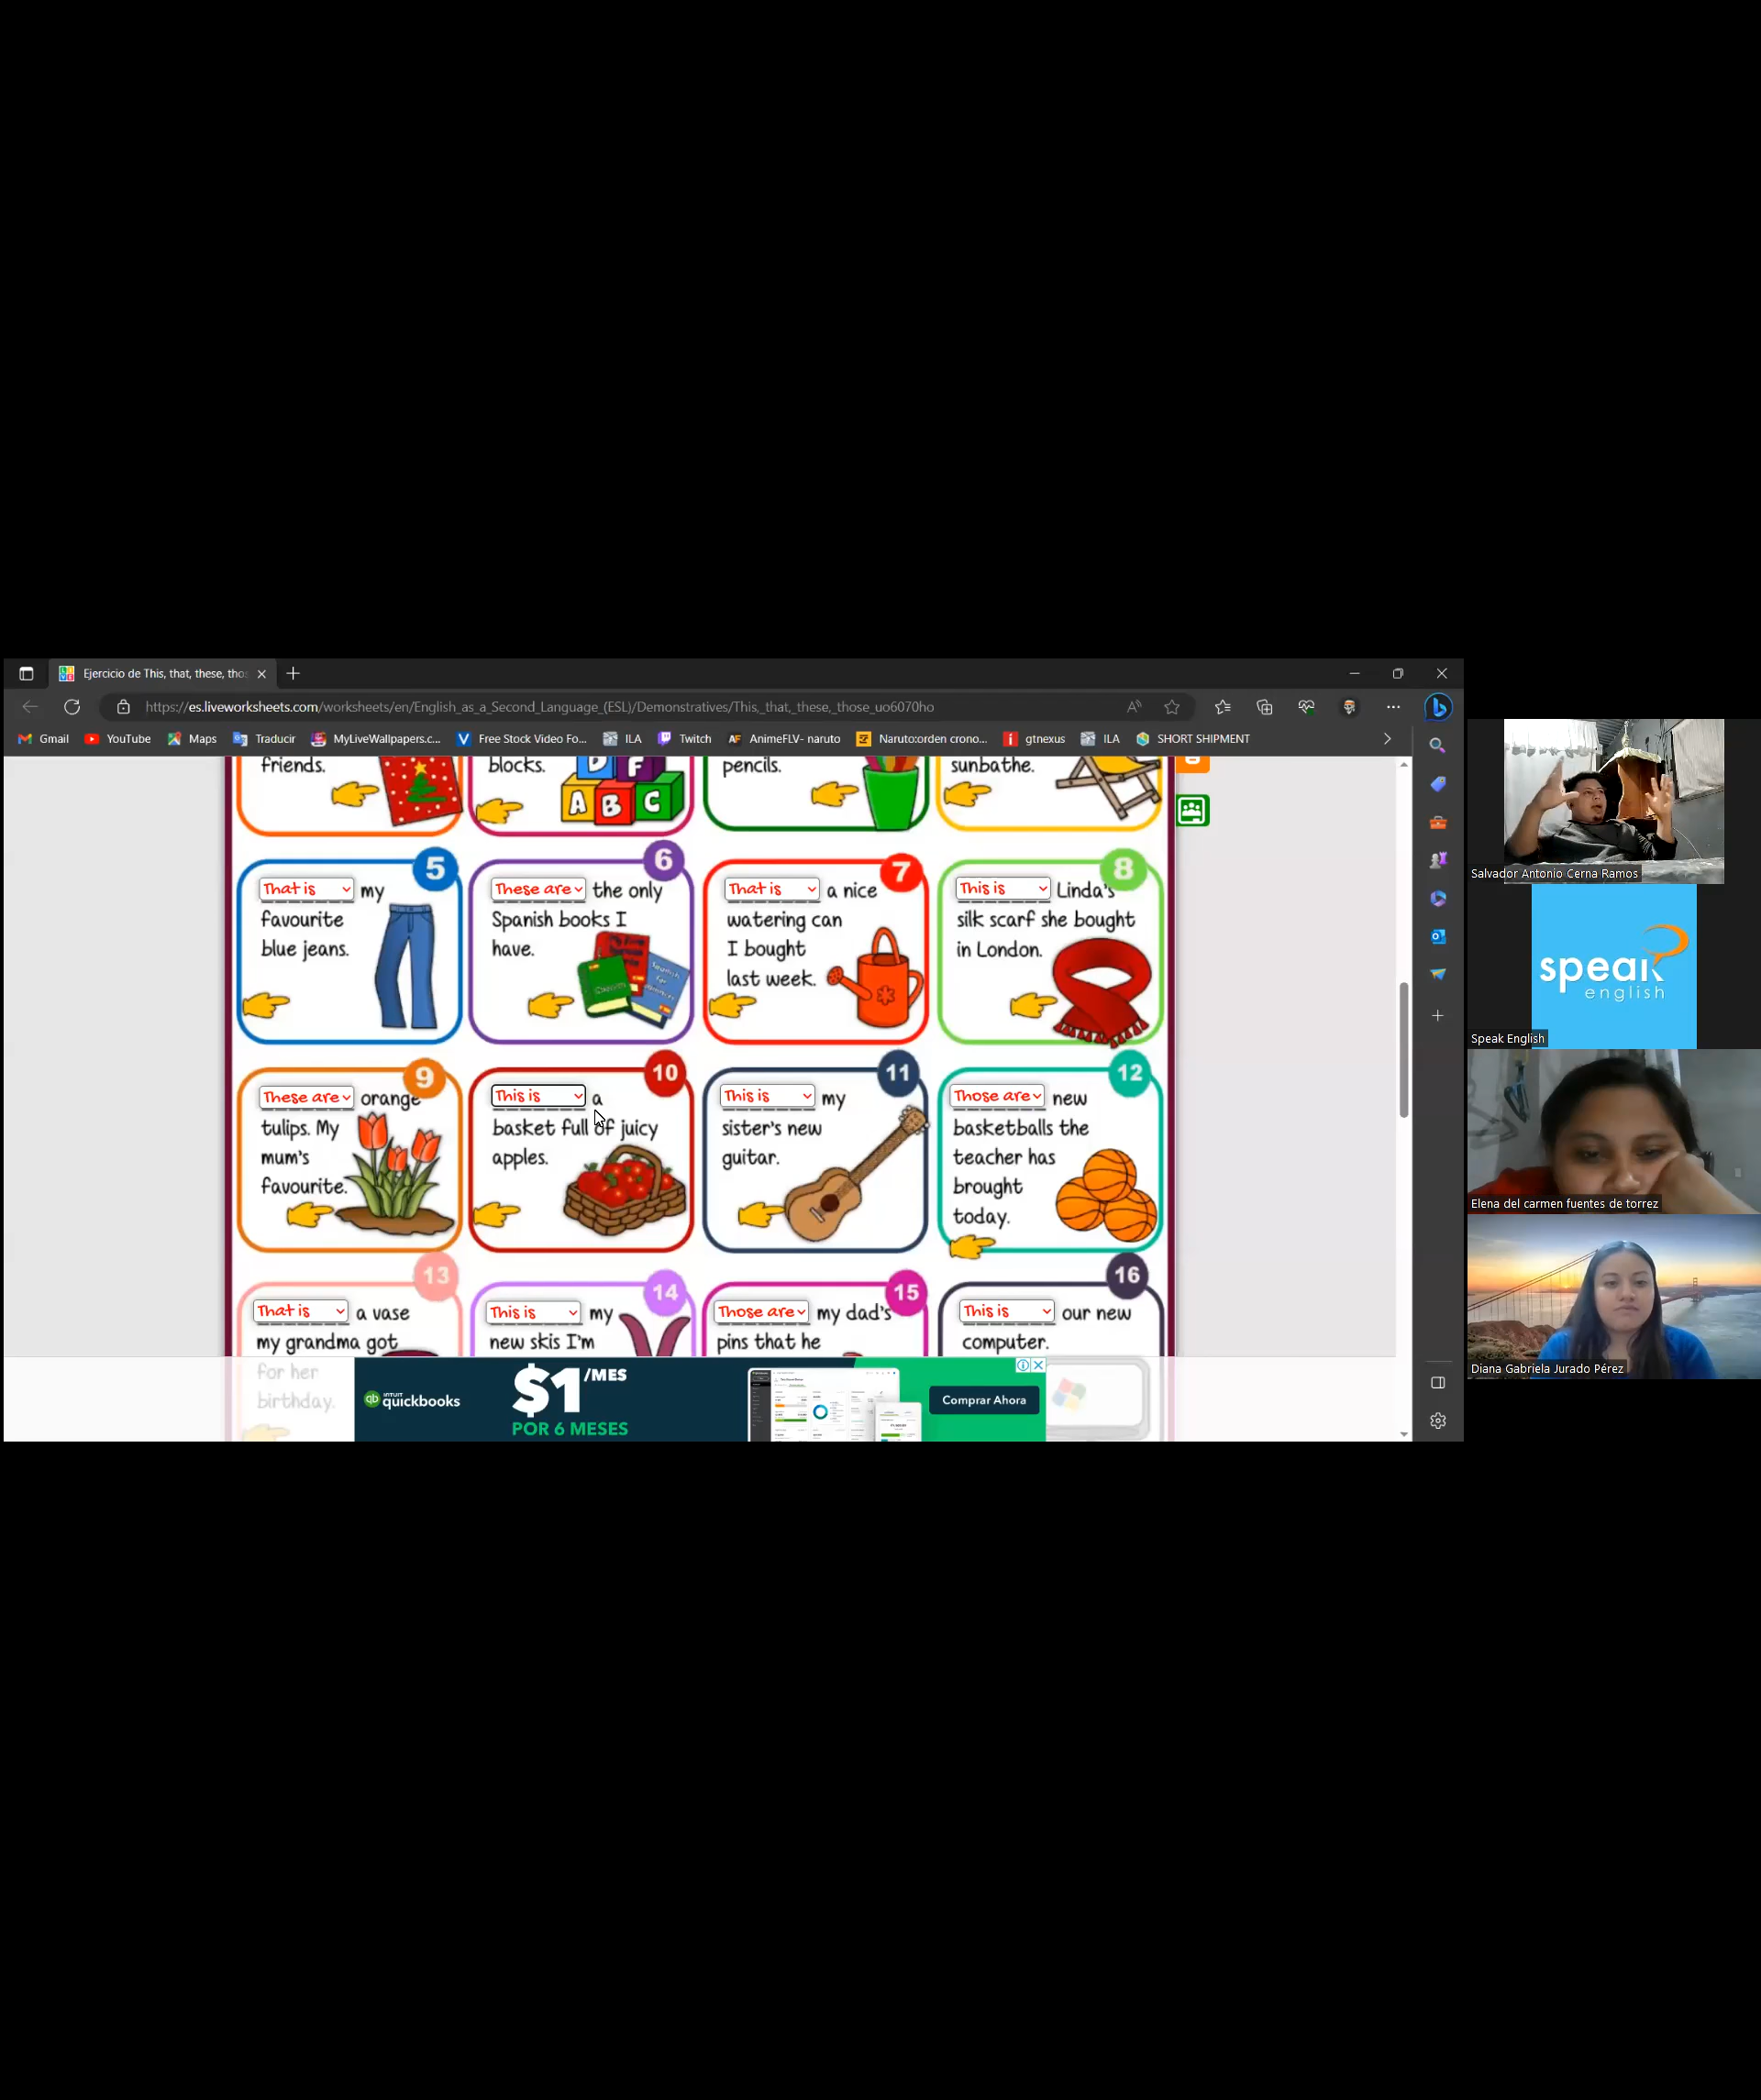 Ejercicio de This, that, these, thos
https://es.liveworksheets.com/worksheets/en/English_as_a_Second_Language_(ESL)/Demonstratives/This,_that,_these,_those_uo6070ho
Gmail YouTube Maps Traducir MyLiveWallpapers.c... Free Stock Video Fo... ILA Twitch AnimeFLV- naruto Naruto:orden crono... gtnexus ILA SHORT SHIPMENT
friends.
blocks.
D F
A B C
pencils.
sunbathe.
5
That is my
favourite
blue jeans.
6
These are the only
Spanish books I
have.
7
That is a nice
watering can
I bought
last week.
8
This is Linda's
silk scarf she bought
in London.
9
These are orange
tulips. My
mum's
favourite.
10
This is a
basket full of juicy
apples.
11
This is my
sister's new
guitar.
12
Those are new
basketballs the
teacher has
brought
today.
13
That is a vase
my grandma got
for her
birthday.
14
This is my
new skis I'm
15
Those are my dad's
pins that he
16
This is our new
computer.
qb INTUIT quickbooks
$1/MES
POR 6 MESES
Comprar Ahora
Salvador Antonio Cerna Ramos
speak
english
Speak English
Elena del carmen fuentes de torrez
Diana Gabriela Jurado Pérez